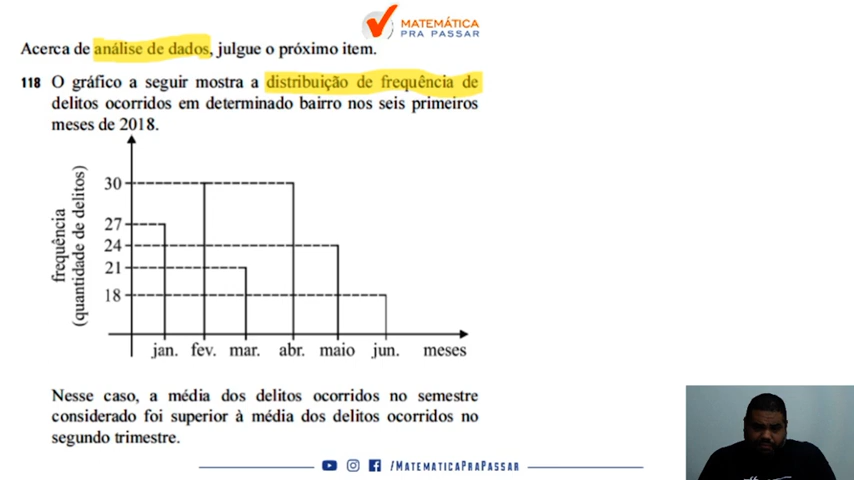 MATEMÁTICA
PRA PASSAR
Acerca de análise de dados, julgue o próximo item.
118 O gráfico a seguir mostra a distribuição de frequência de
delitos ocorridos em determinado bairro nos seis primeiros
meses de 2018.
frequência
(quantidade de delitos)
30
27
24
21
18
jan. fev. mar. abr. maio jun. meses
Nesse caso, a média dos delitos ocorridos no semestre
considerado foi superior à média dos delitos ocorridos no
segundo trimestre.
/MATEMATICAPRAPASSAR